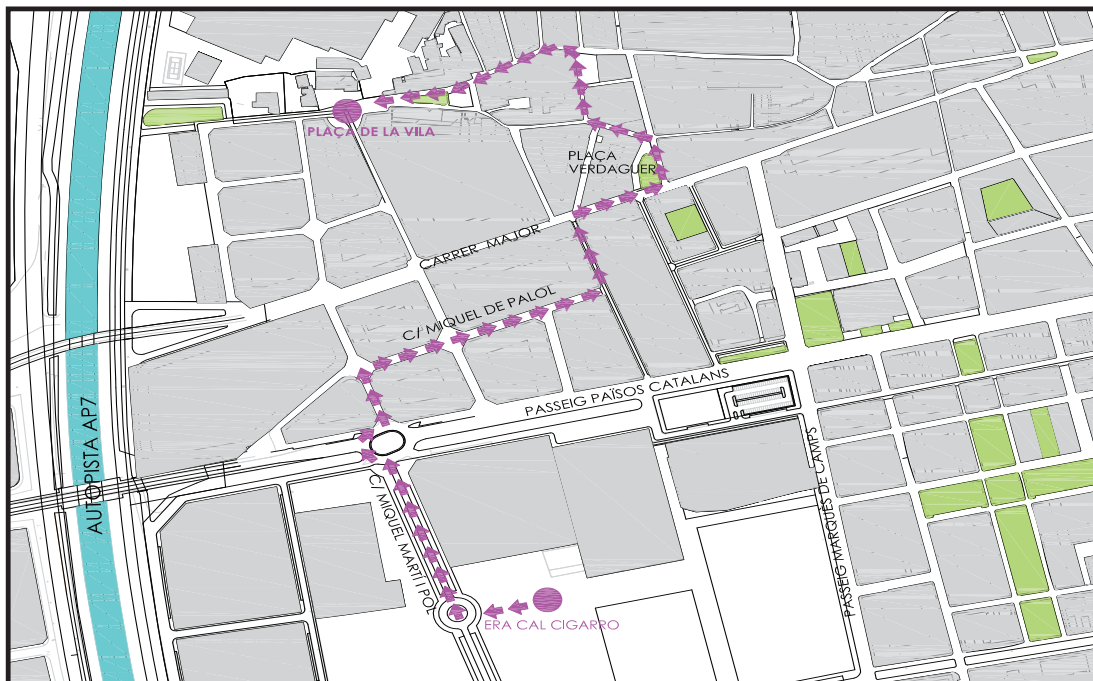 PLAÇA DE LA VILA
PLAÇA
VERDAGUER
CARRER MAJOR
C/ MIQUEL DE PALOL
PASSEIG PAÏSOS CATALANS
AUTOPISTA AP7
C/ MIQUEL MARTI I POL
PASSEIG MARQUÈS DE CAMPS
ERA CAL CIGARRO